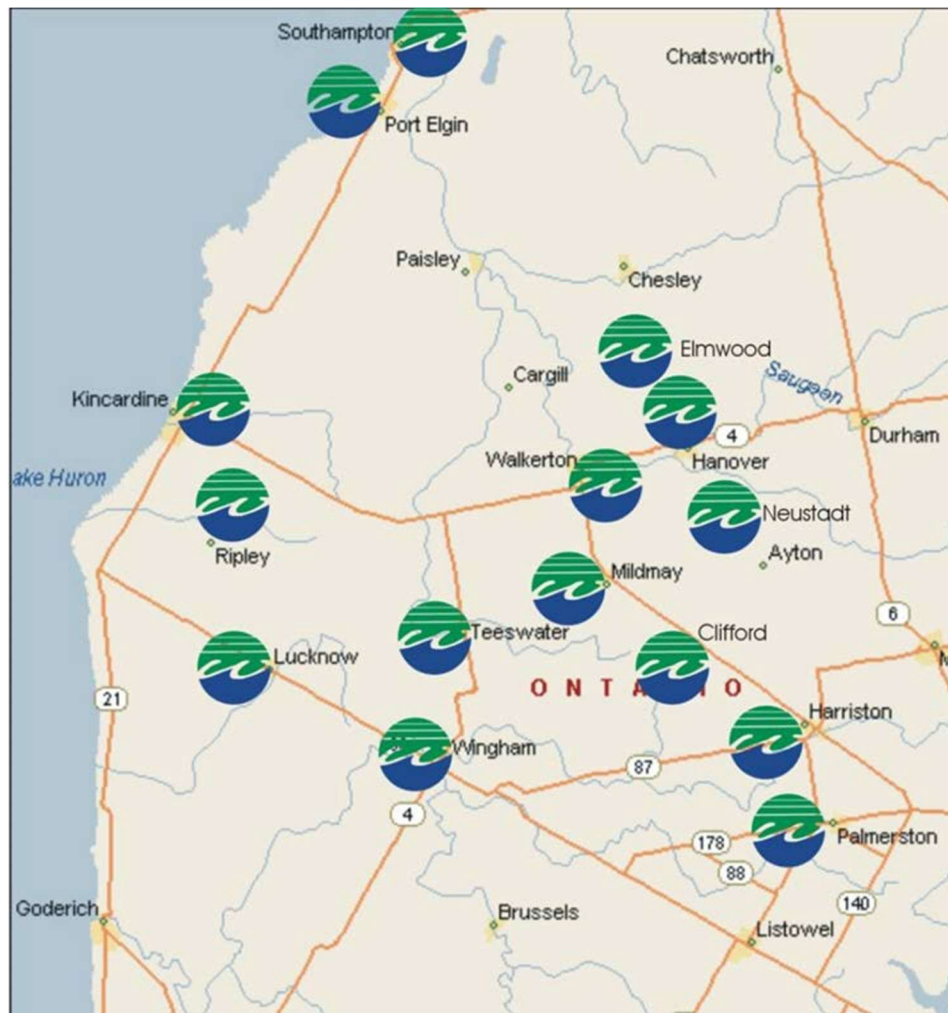 Southampton
Chatsworth
Port Elgin
Paisley
Chesley
Elmwood
Cargill
Saugeen
Kincardine
4
Durham
Walkerton
Hanover
ake Huron
Neustadt
Ripley
Ayton
Mildmay
6
Teeswater
Clifford
Lucknow
M
ONTA IO
21
Harriston
Wingham
87
4
178
Palmerston
88
140
Goderich
Brussels
Listowel